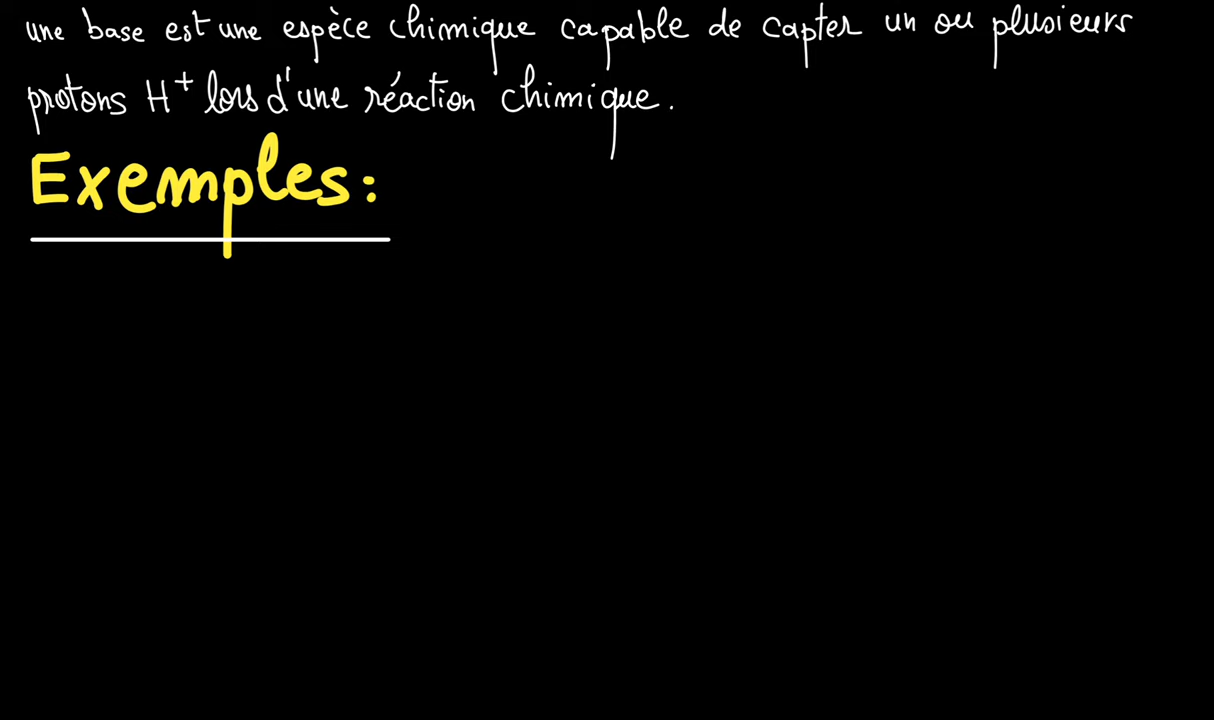 une base est une espèce chimique capable de capter un ou plusieurs
protons H⁺ lors d'une réaction chimique.
Exemples: